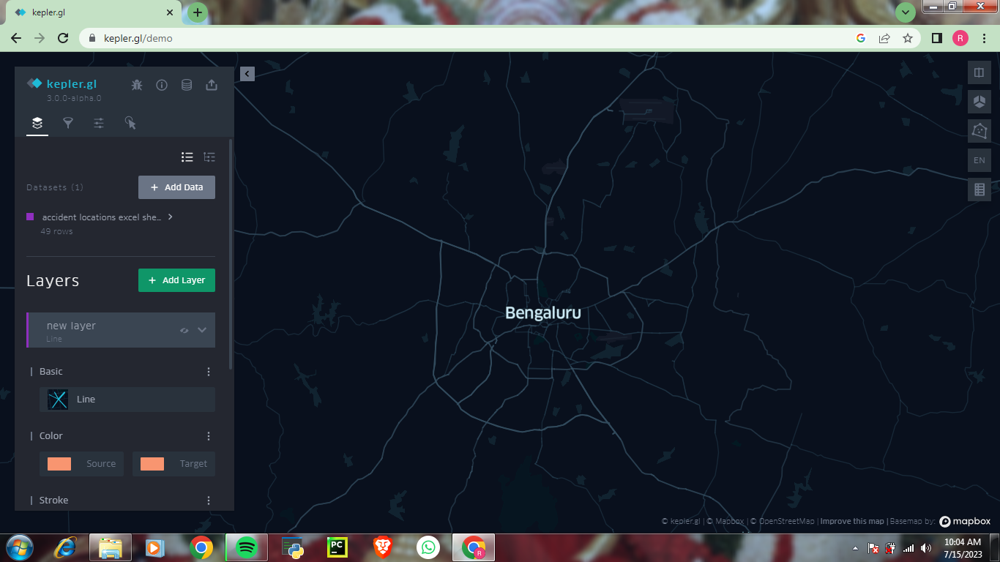 kepler.gl
kepler.gl/demo
R
kepler.gl
3.0.0-alpha.0
Datasets (1)
+ Add Data
accident locations excel she...
49 rows
Layers
+ Add Layer
new layer
Line
Basic
Line
Color
Source
Target
Stroke
EN
Bengaluru
© kepler.gl | © Mapbox | © OpenStreetMap | Improve this map | Basemap by: mapbox
PC
R
10:04 AM
7/15/2023